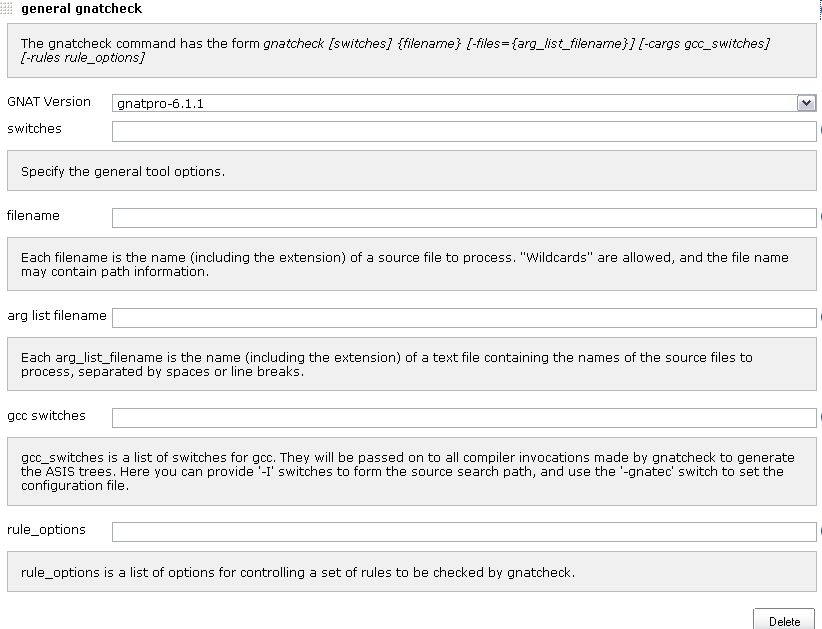 general gnatcheck
The gnatcheck command has the form gnatcheck [switches] {filename} [-files={arg_list_filename}] [-cargs gcc_switches]
[-rules rule_options]
GNAT Version gnatpro-6.1.1
switches
Specify the general tool options.
filename
Each filename is the name (including the extension) of a source file to process. "Wildcards" are allowed, and the file name
may contain path information.
arg list filename
Each arg_list_filename is the name (including the extension) of a text file containing the names of the source files to
process, separated by spaces or line breaks.
gcc switches
gcc_switches is a list of switches for gcc. They will be passed on to all compiler invocations made by gnatcheck to generate
the ASIS trees. Here you can provide '-I' switches to form the source search path, and use the '-gnatec' switch to set the
configuration file.
rule_options
rule_options is a list of options for controlling a set of rules to be checked by gnatcheck.
Delete